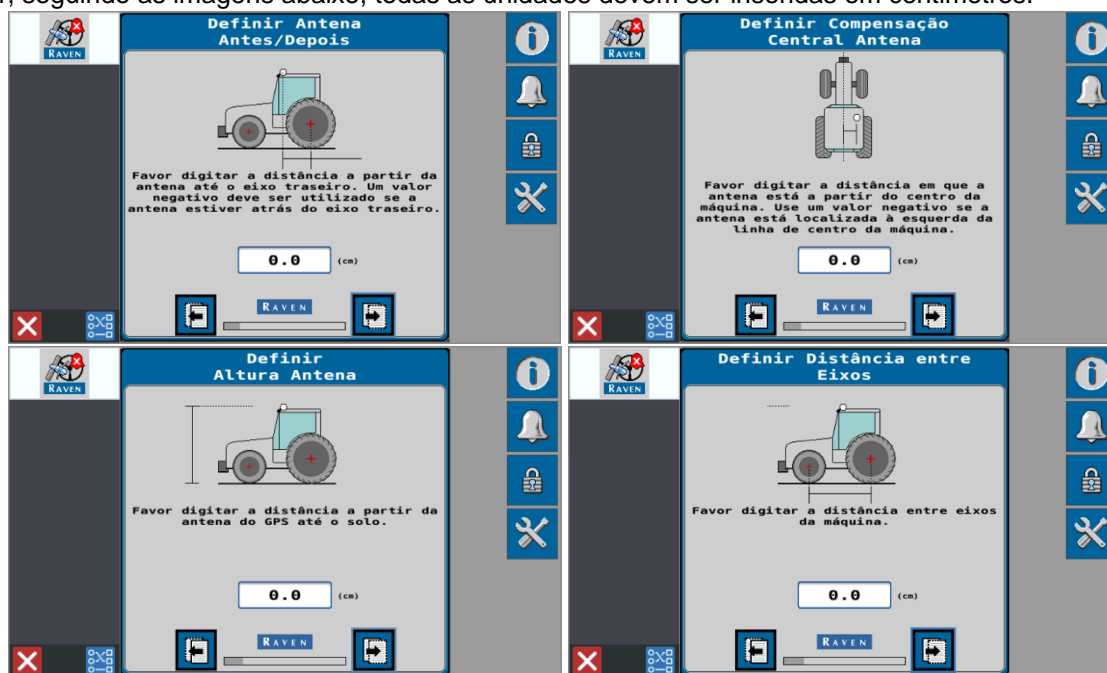 , seguindo as imagens abaixo, todas as unidades devem ser inseridas em centímetros.
RAVEN
Definir Antena
Antes/Depois
Favor digitar a distância a partir da
antena até o eixo traseiro. Um valor
negativo deve ser utilizado se a
antena estiver atrás do eixo traseiro.
0.0 (cm)
RAVEN
RAVEN
Definir Compensação
Central Antena
Favor digitar a distância em que a
antena está a partir do centro da
máquina. Use um valor negativo se a
antena está localizada à esquerda da
linha de centro da máquina.
0.0 (cm)
RAVEN
RAVEN
Definir
Altura Antena
Favor digitar a distância a partir da
antena do GPS até o solo.
0.0 (cm)
RAVEN
RAVEN
Definir Distância entre
Eixos
Favor digitar a distância entre eixos
da máquina.
0.0 (cm)
RAVEN